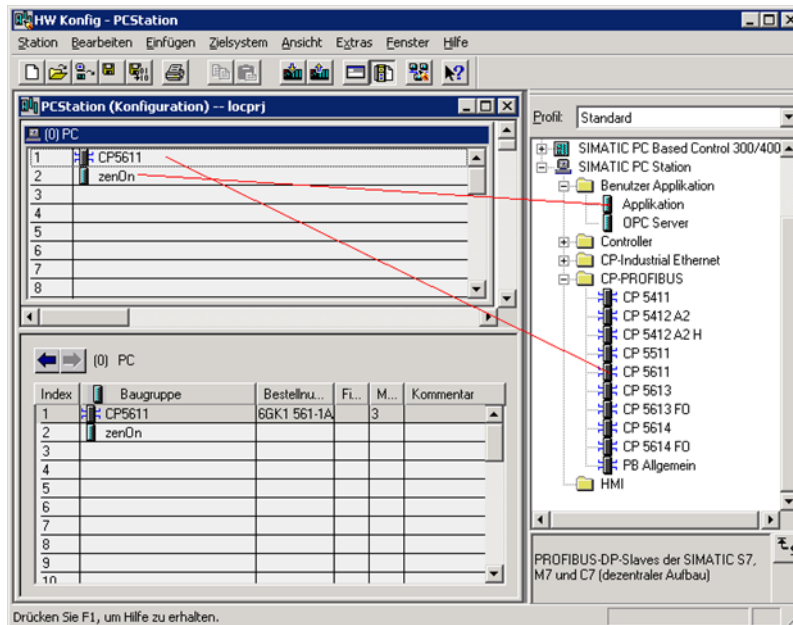 HW Konfig - PCStation
Station Bearbeiten Einfügen Zielsystem Ansicht Extras Fenster Hilfe
PCStation (Konfiguration) -- locprj
(0) PC
1 CP5611
2 zenOn
3
4
5
6
7
8
(0) PC
Index Baugruppe Bestellnu... Fi... M... Kommentar
1 CP5611 6GK1 561-1A 3
2 zenOn
3
4
5
6
7
8
9
10
Profil: Standard
SIMATIC PC Based Control 300/400
SIMATIC PC Station
Benutzer Applikation
Applikation
OPC Server
Controller
CP-Industrial Ethernet
CP-PROFIBUS
CP 5411
CP 5412 A2
CP 5412 A2 H
CP 5511
CP 5611
CP 5613
CP 5613 FO
CP 5614
CP 5614 FO
PB Allgemein
HMI
PROFIBUS-DP-Slaves der SIMATIC S7,
M7 und C7 (dezentraler Aufbau)
Drücken Sie F1, um Hilfe zu erhalten.